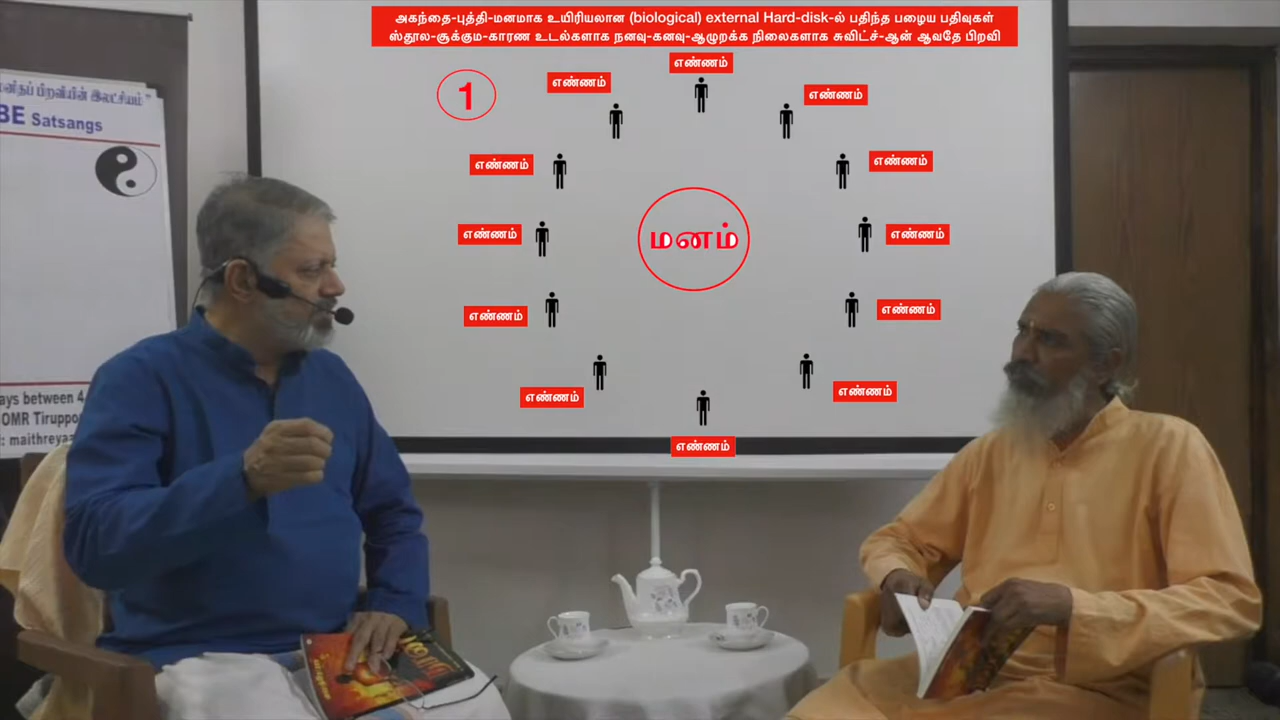 அகந்தை-புத்தி-மனமாக உயிரியலான (biological) external Hard-disk-ல் பதிந்த பழைய பதிவுகள்
ஸ்தூல-சூக்கும-காரண உடல்களாக நனவு-கனவு-ஆழுறக்க நிலைகளாக சுவிட்ச்-ஆன் ஆவதே பிறவி
1
எண்ணம்
எண்ணம்
எண்ணம்
எண்ணம்
எண்ணம்
எண்ணம்
எண்ணம்
எண்ணம்
எண்ணம்
எண்ணம்
எண்ணம்
எண்ணம்
மனம்
பிறவியின் இலட்சியம்"
BE Satsangs
ays between 4
OMR Tiruppo
maithreya